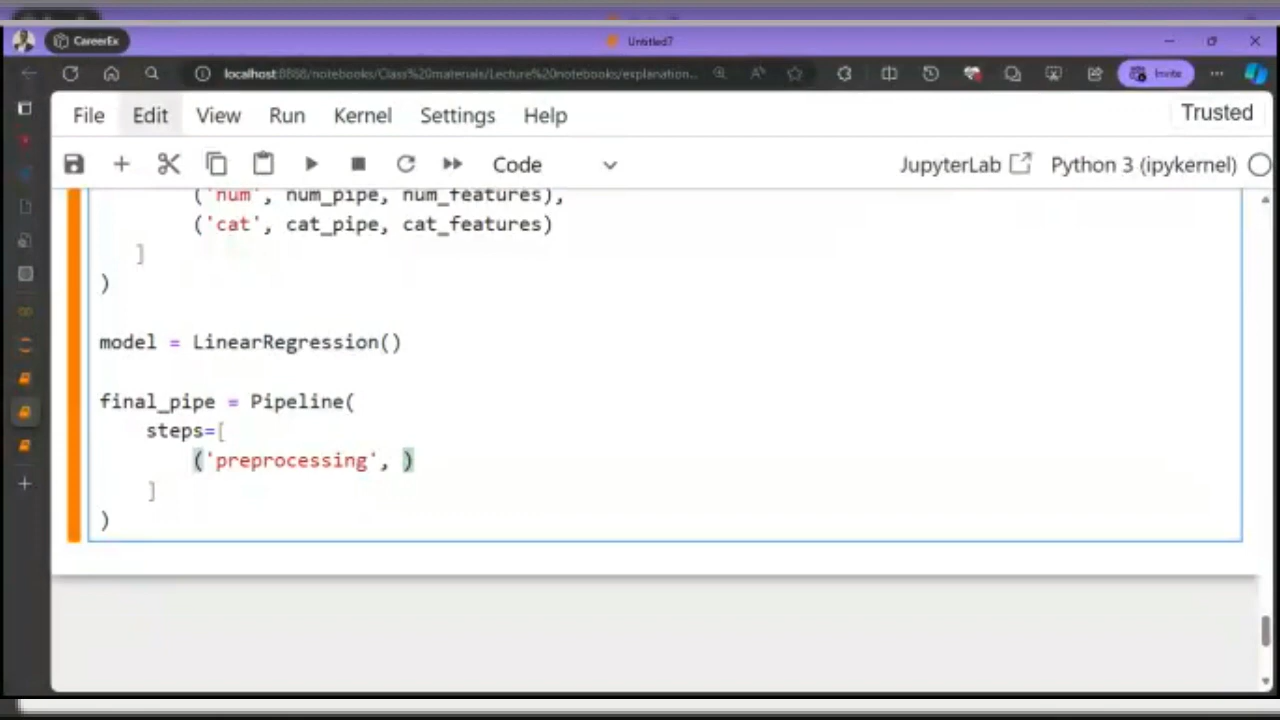 CareerEx
Untitled7
localhost:8888/notebooks/Class%20materials/Lecture%20notebooks/explanation...
Invite
File Edit View Run Kernel Settings Help
Trusted
Code
JupyterLab
Python 3 (ipykernel)
('num', num_pipe, num_features),
('cat', cat_pipe, cat_features)
]
)
model = LinearRegression()
final_pipe = Pipeline(
steps=[
('preprocessing', )
]
)